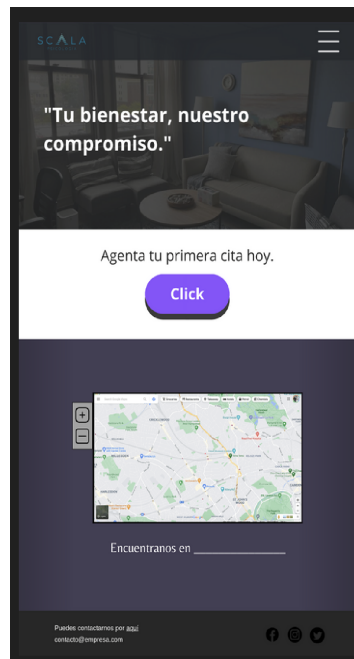 SCALA
"Tu bienestar, nuestro
compromiso."
Agenta tu primera cita hoy.
Click
Encuentranos en _______________
Puedes contactarnos por aquí
contacto@empresa.com